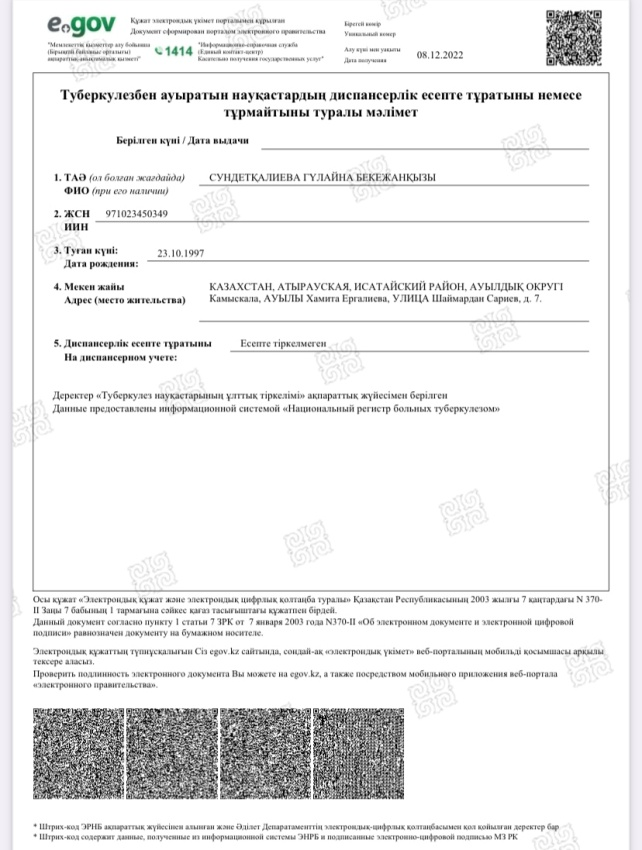 e.gov
Құжат электрондық үкімет порталымен құрылған
Документ сформирован порталом электронного правительства
"Мемлекеттік қызметтер алу бойынша
(Бірыңғай байланыс орталығы)
ақпараттық-анықтамалық қызметі"
1414
"Информационно-справочная служба
(Единый контакт-центр)
Касательно получения государственных услуг"
Бірегей нөмір
Уникальный номер
Алу күні мен уақыты
Дата получения
08.12.2022
Туберкулезбен ауыратын науқастардың диспансерлік есепте тұратыны немесе
тұрмайтыны туралы мәлімет
Берілген күні / Дата выдачи
1. ТАӘ (ол болған жағдайда) СУНДЕТҚАЛИЕВА ГҮЛАЙНА БЕКЕЖАНҚЫЗЫ
ФИО (при его наличии)
2. ЖСН 971023450349
ИИН
3. Туған күні: 23.10.1997
Дата рождения:
4. Мекен жайы КАЗАХСТАН, АТЫРАУСКАЯ, ИСАТАЙСКИЙ РАЙОН, АУЫЛДЫҚ ОКРУГІ
Адрес (место жительства) Камыскала, АУЫЛЫ Хамита Ергалиева, УЛИЦА Шаймардан Сариев, д. 7.
5. Диспансерлік есепте тұратыны Есепте тіркелмеген
На диспансерном учете:
Деректер «Туберкулез науқастарының ұлттық тіркелімі» ақпараттық жүйесімен берілген
Данные предоставлены информационной системой «Национальный регистр больных туберкулезом»
Осы құжат «Электрондық құжат және электрондық цифрлық қолтаңба туралы» Қазақстан Республикасының 2003 жылғы 7 қаңтардағы N 370-
II Заңы 7 бабының 1 тармағына сәйкес қағаз тасығыштағы құжатпен бірдей.
Данный документ согласно пункту 1 статьи 7 ЗРК от 7 января 2003 года N370-II «Об электронном документе и электронной цифровой
подписи» равнозначен документу на бумажном носителе.
Электрондық құжаттың түпнұсқалығын Сіз egov.kz сайтында, сондай-ақ «электрондық үкімет» веб-порталының мобильді қосымшасы арқылы
тексере аласыз.
Проверить подлинность электронного документа Вы можете на egov.kz, а также посредством мобильного приложения веб-портала
«электронного правительства».
* Штрих-код ЭРНБ ақпараттық жүйесінен алынған және Әділет Департаментінің электрондық-цифрлық қолтаңбасымен қол қойылған деректер бар
* Штрих-код содержит данные, полученные из информационной системы ЭНРБ и подписанные электронно-цифровой подписью МЗ РК